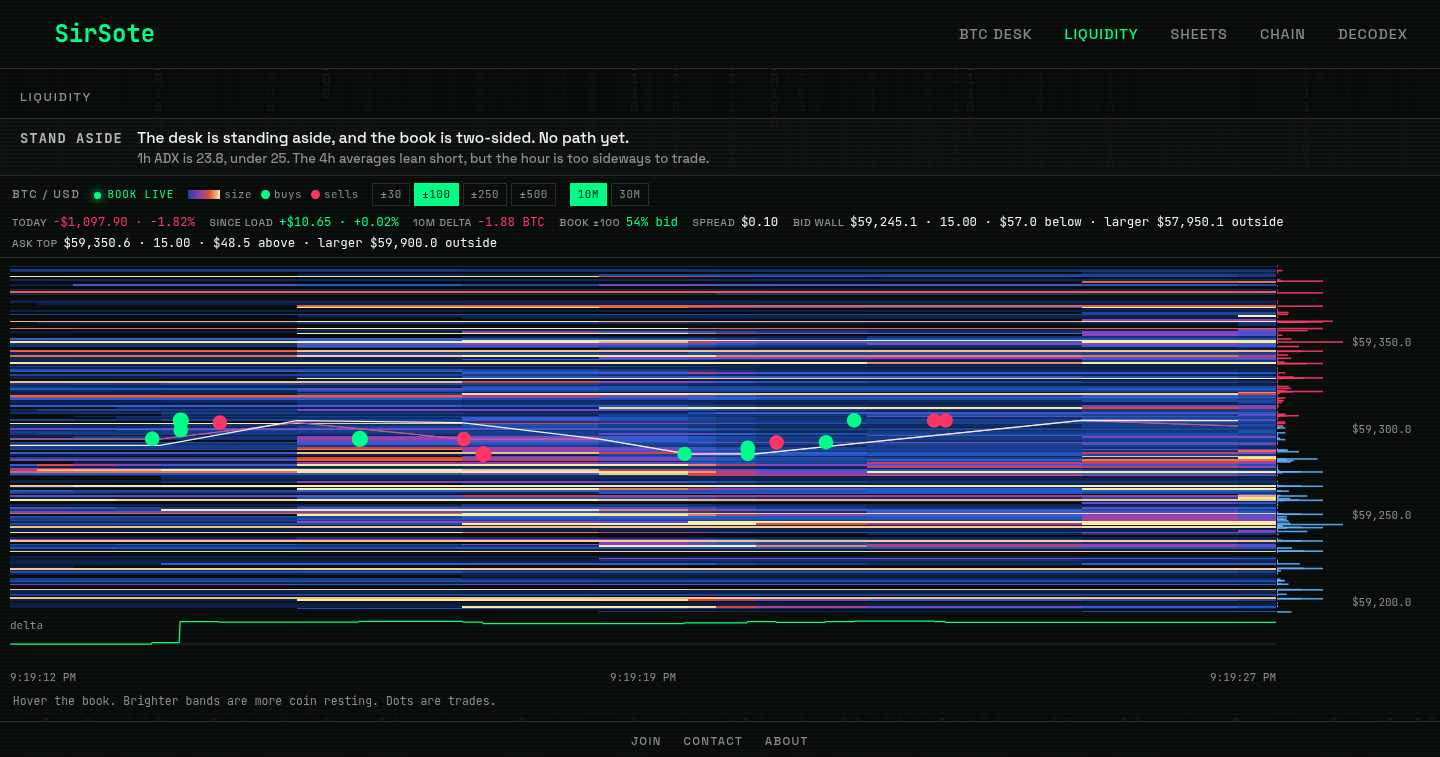 SirSote
BTC DESK LIQUIDITY SHEETS CHAIN DECODEX
LIQUIDITY
STAND ASIDE The desk is standing aside, and the book is two-sided. No path yet.
1h ADX is 23.8, under 25. The 4h averages lean short, but the hour is too sideways to trade.
BTC / USD BOOK LIVE size buys sells ±30 ±100 ±250 ±500 10M 30M
TODAY -$1,097.90 · -1.82% SINCE LOAD +$10.65 · +0.02% 10M DELTA -1.88 BTC BOOK ±100 54% bid SPREAD $0.10 BID WALL $59,245.1 · 15.00 · $57.0 below · larger $57,950.1 outside
ASK TOP $59,350.6 · 15.00 · $48.5 above · larger $59,900.0 outside
$59,350.0
$59,300.0
$59,250.0
$59,200.0
delta
9:19:12 PM 9:19:19 PM 9:19:27 PM
Hover the book. Brighter bands are more coin resting. Dots are trades.
JOIN CONTACT ABOUT